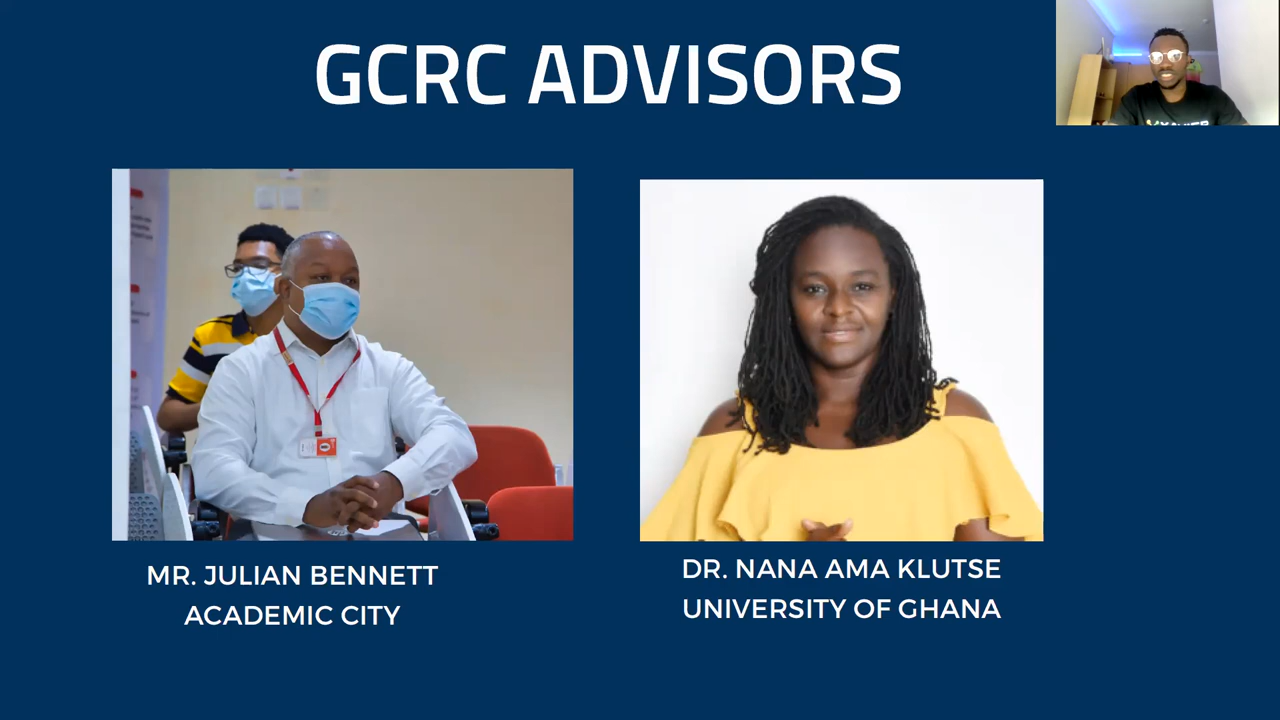 GCRC ADVISORS
MR. JULIAN BENNETT
ACADEMIC CITY
DR. NANA AMA KLUTSE
UNIVERSITY OF GHANA